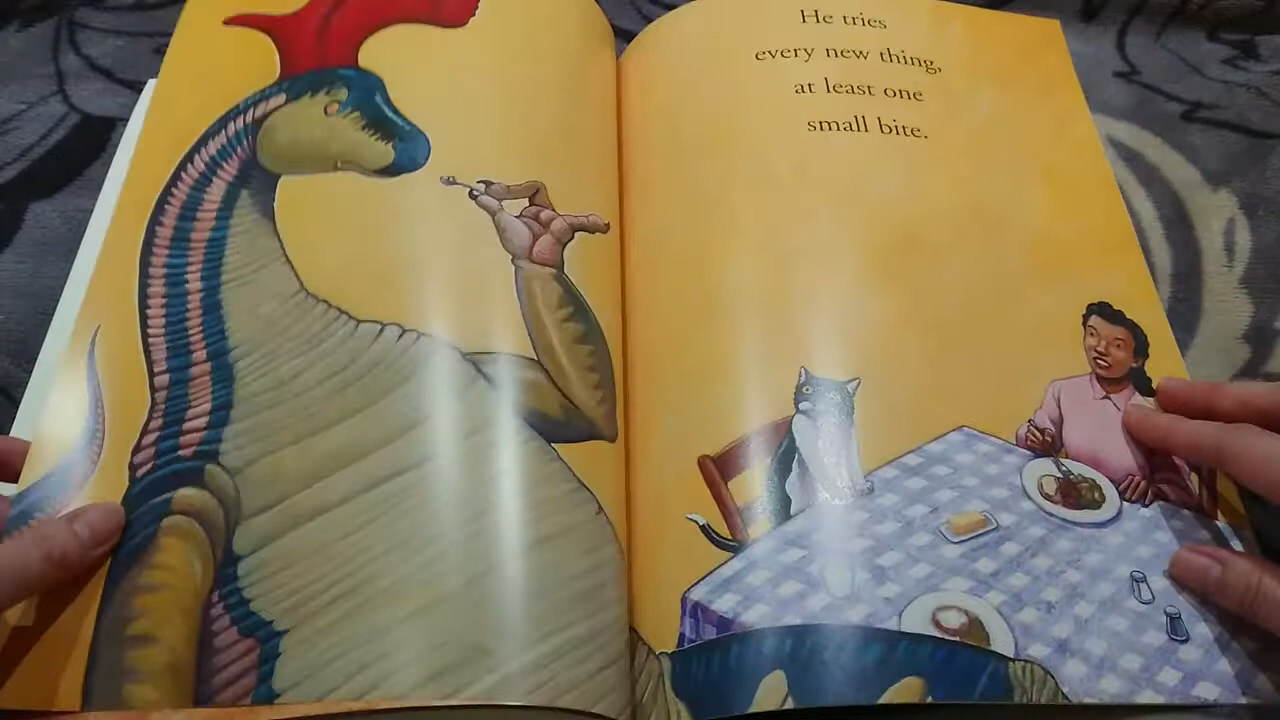 He tries
every new thing,
at least one
small bite.